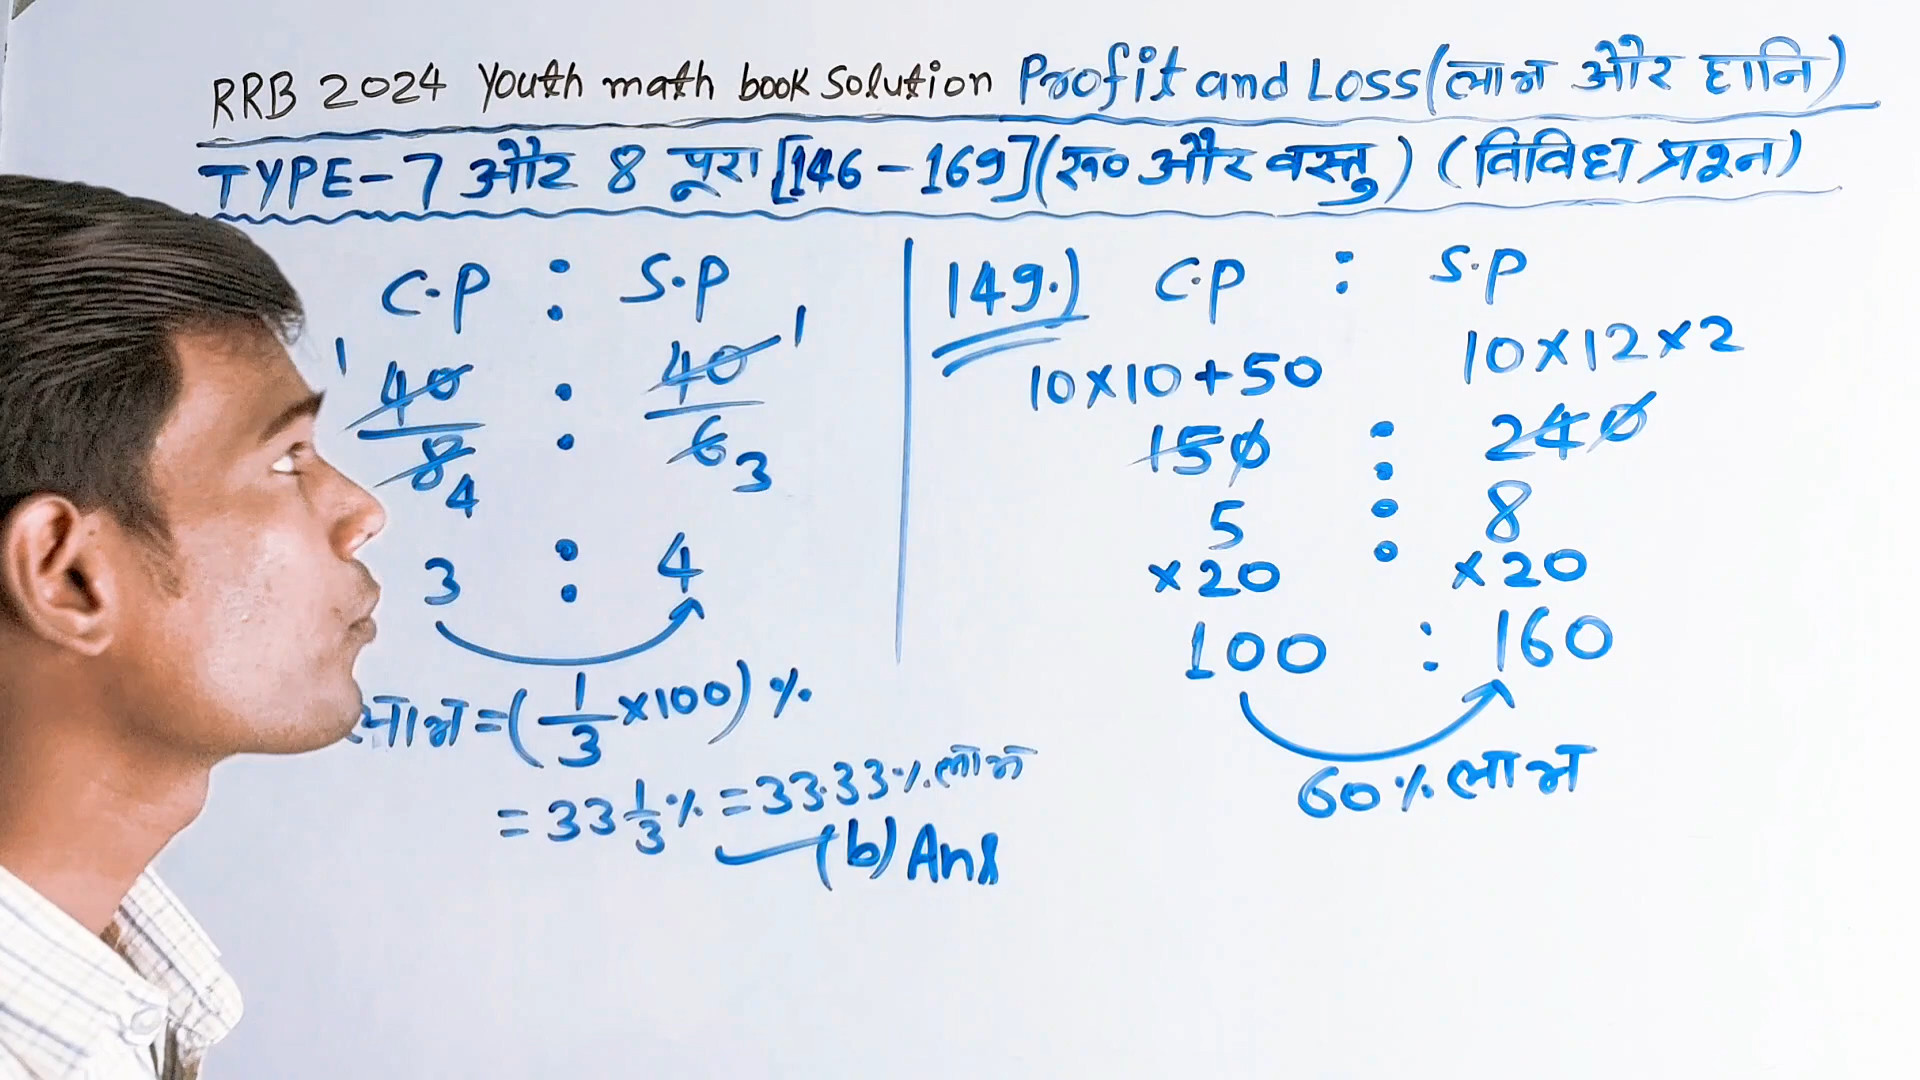 RRB 2024 Youth math book Solution Profit and Loss (लाभ और हानि)
TYPE-7 और 8 पूरा [146-169] (रु० और वस्तु) (विविध प्रश्न)
C.P : S.P
1 40 : 40 1
8 4 : 6 3
3 : 4
लाभ = (1/3 × 100) %
= 33 1/3 % = 33.33 % लाभ
(b) Ans
149.) C.P : S.P
10×10+50 10×12×2
150 : 240
5 : 8
×20 : ×20
100 : 160
60 % लाभ